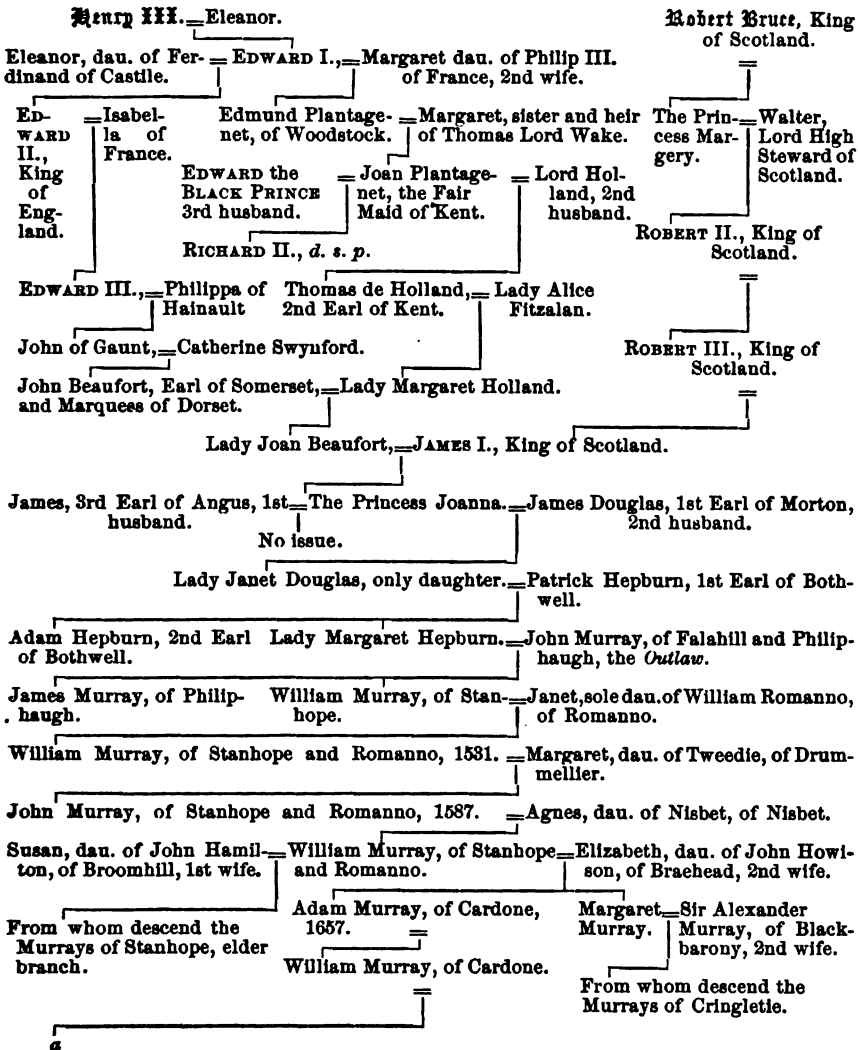 Henry III.=Eleanor.
Robert Bruce, King
of Scotland.
=
Eleanor, dau. of Fer-
dinand of Castile.
= EDWARD I.,=
Margaret dau. of Philip III.
of France, 2nd wife.
ED-
WARD
II.,
King
of
Eng-
land.
=Isabel-
la of
France.
Edmund Plantage-
net, of Woodstock.
=Margaret, sister and heir
of Thomas Lord Wake.
The Prin-
cess Mar-
gery.
=Walter,
Lord High
Steward of
Scotland.
EDWARD the
BLACK PRINCE
3rd husband.
= Joan Plantage-
net, the Fair
Maid of Kent.
= Lord Hol-
land, 2nd
husband.
RICHARD II., d. s. p.
ROBERT II., King of
Scotland.
=
EDWARD III.,=Philippa of
Hainault
Thomas de Holland,=
2nd Earl of Kent.
Lady Alice
Fitzalan.
John of Gaunt,=Catherine Swynford.
ROBERT III., King of
Scotland.
=
John Beaufort, Earl of Somerset,=Lady Margaret Holland.
and Marquess of Dorset.
Lady Joan Beaufort,=JAMES I., King of Scotland.
James, 3rd Earl of Angus, 1st
husband.
=The Princess Joanna.=
James Douglas, 1st Earl of Morton,
2nd husband.
No issue.
Lady Janet Douglas, only daughter.=Patrick Hepburn, 1st Earl of Both-
well.
Adam Hepburn, 2nd Earl
of Bothwell.
Lady Margaret Hepburn.=John Murray, of Falahill and Philip-
haugh, the Outlaw.
James Murray, of Philip-
haugh.
William Murray, of Stan-
hope.
=Janet, sole dau. of William Romanno,
of Romanno.
William Murray, of Stanhope and Romanno, 1531. =Margaret, dau. of Tweedie, of Drum-
mellier.
John Murray, of Stanhope and Romanno, 1587. =Agnes, dau. of Nisbet, of Nisbet.
Susan, dau. of John Hamil-
ton, of Broomhill, 1st wife.
=William Murray, of Stanhope
and Romanno.
=Elizabeth, dau. of John Howi-
son, of Braehead, 2nd wife.
From whom descend the
Murrays of Stanhope, elder
branch.
Adam Murray, of Cardone,
1657. =
Margaret
Murray.
=Sir Alexander
Murray, of Black-
barony, 2nd wife.
William Murray, of Cardone.
=
From whom descend the
Murrays of Cringletie.
a